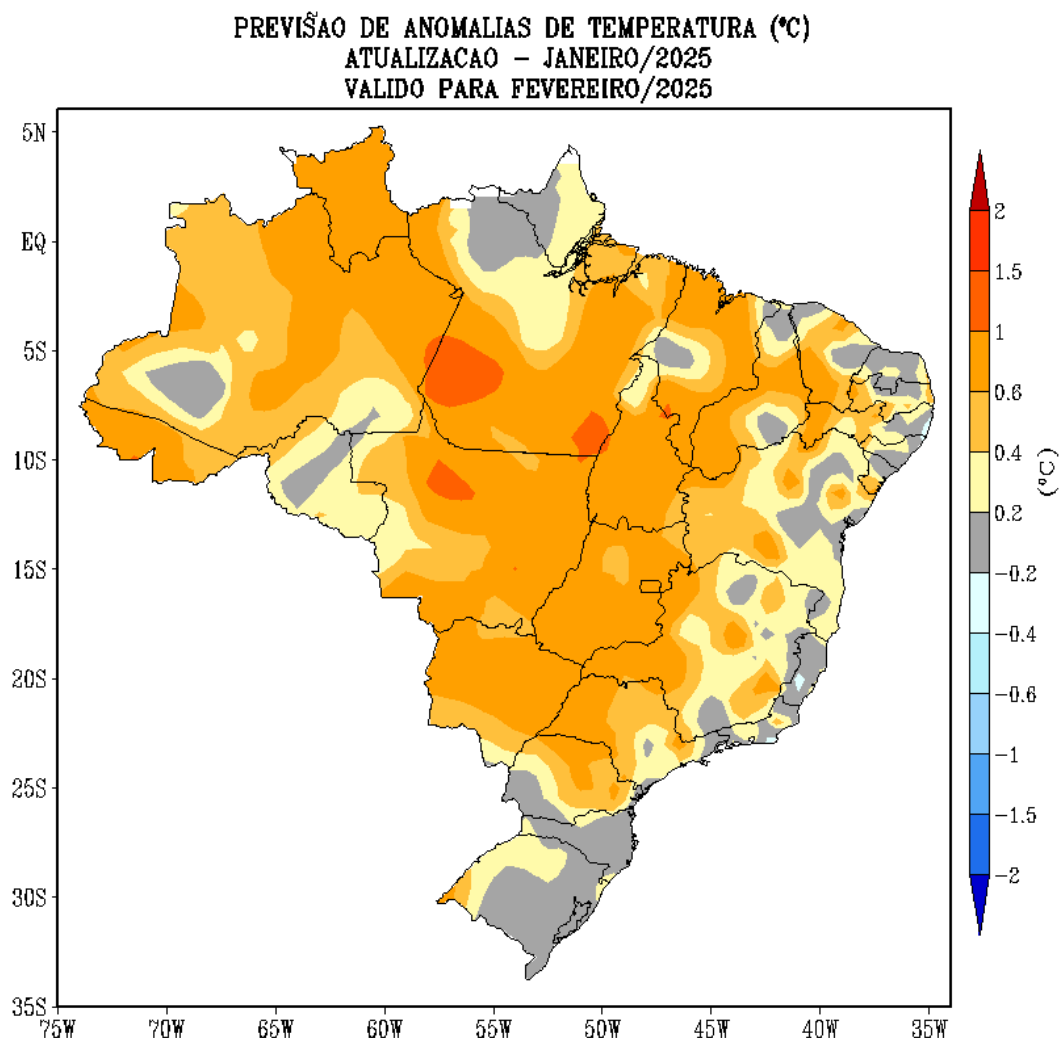 PREVISÃO DE ANOMALIAS DE TEMPERATURA (°C)
ATUALIZACAO – JANEIRO/2025
VALIDO PARA FEVEREIRO/2025
5N
EQ
5S
10S
15S
20S
25S
30S
35S
75W 70W 65W 60W 55W 50W 45W 40W 35W
2
1.5
1
0.6
0.4
0.2
-0.2
-0.4
-0.6
-1
-1.5
-2
(°C)